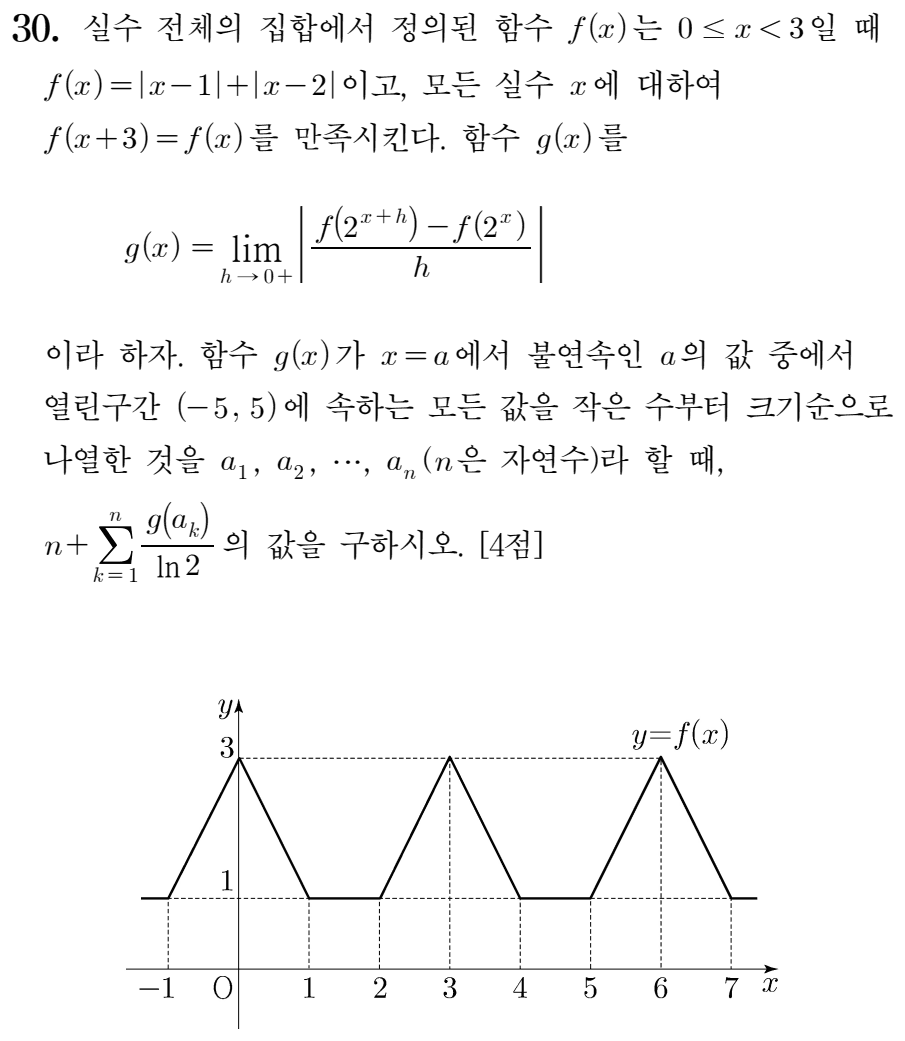 30. 실수 전체의 집합에서 정의된 함수 f(x)는 0 ≤ x < 3일 때
f(x)=|x−1|+|x−2|이고, 모든 실수 x에 대하여
f(x+3)=f(x)를 만족시킨다. 함수 g(x)를
g(x) = lim_{h→0+} | \frac{f(2^{x+h})−f(2^x)}{h} |
이라 하자. 함수 g(x)가 x=a에서 불연속인 a의 값 중에서
열린구간 (−5, 5)에 속하는 모든 값을 작은 수부터 크기순으로
나열한 것을 a_1, a_2, ⋯, a_n (n은 자연수)라 할 때,
n+∑_{k=1}^{n} \frac{g(a_k)}{ln 2}의 값을 구하시오. [4점]
y
3
y=f(x)
1
−1 O 1 2 3 4 5 6 7 x